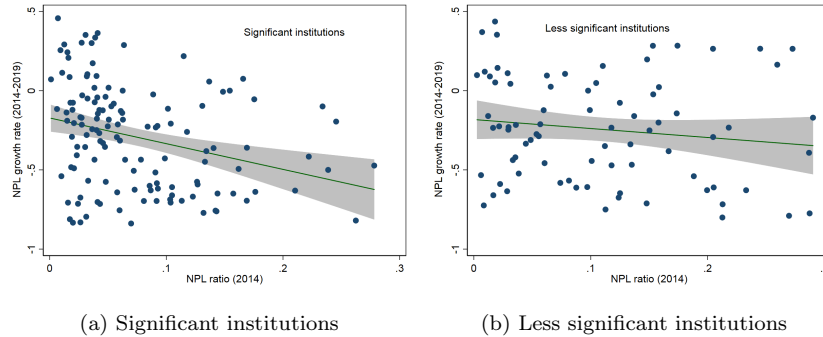 Significant institutions
NPL growth rate (2014-2019)
.5
0
-.5
-1
0
.1
.2
.3
NPL ratio (2014)
(a) Significant institutions
Less significant institutions
NPL growth rate (2014-2019)
.5
0
-.5
-1
0
.1
.2
NPL ratio (2014)
(b) Less significant institutions